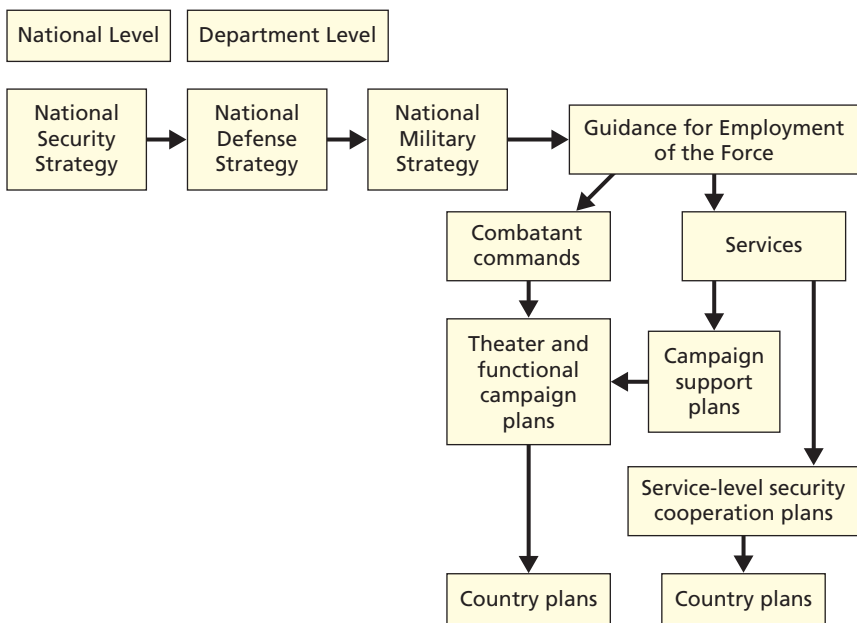 National Level
Department Level
National
Security
Strategy
National
Defense
Strategy
National
Military
Strategy
Guidance for Employment
of the Force
Combatant
commands
Services
Theater and
functional
campaign
plans
Campaign
support
plans
Service-level security
cooperation plans
Country plans
Country plans